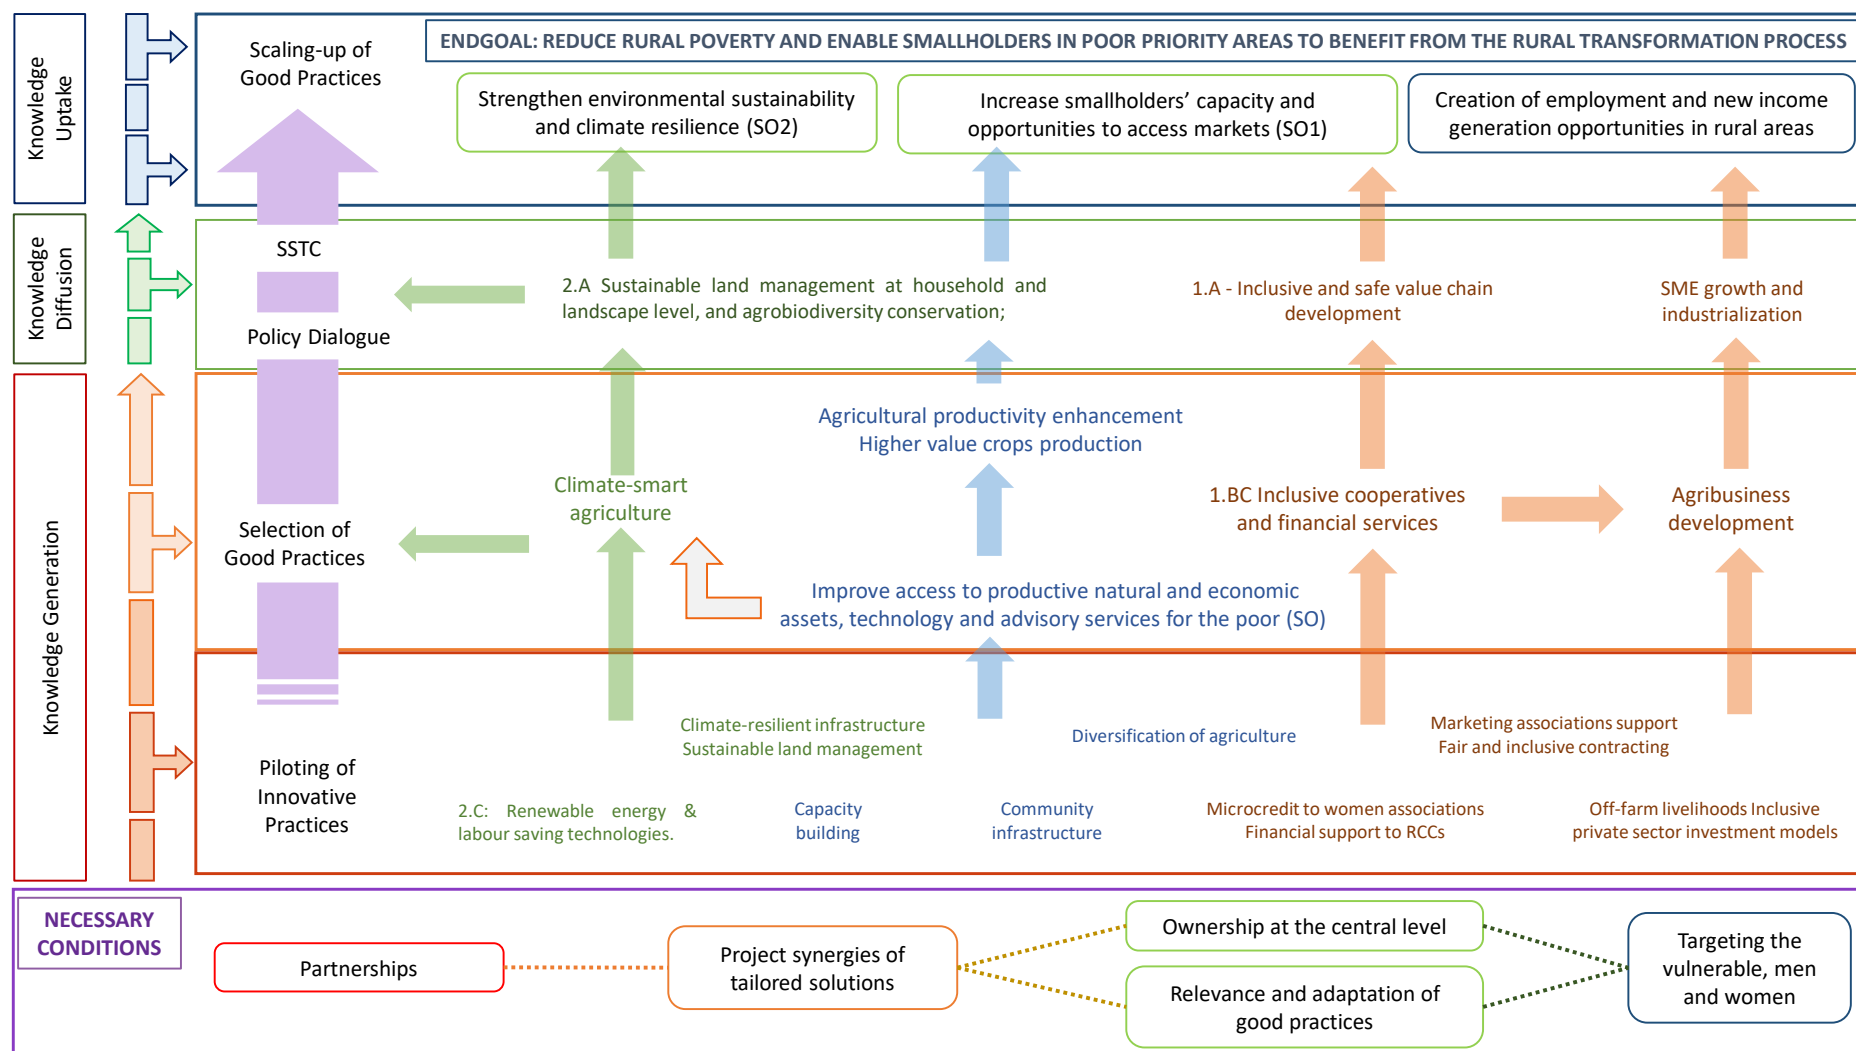 Knowledge
Uptake
Scaling-up of
Good Practices
ENDGOAL: REDUCE RURAL POVERTY AND ENABLE SMALLHOLDERS IN POOR PRIORITY AREAS TO BENEFIT FROM THE RURAL TRANSFORMATION PROCESS
Strengthen environmental sustainability
and climate resilience (SO2)
Increase smallholders’ capacity and
opportunities to access markets (SO1)
Creation of employment and new income
generation opportunities in rural areas
Knowledge
Diffusion
SSTC
Policy Dialogue
2.A Sustainable land management at household and
landscape level, and agrobiodiversity conservation;
1.A - Inclusive and safe value chain
development
SME growth and
industrialization
Knowledge Generation
Agricultural productivity enhancement
Higher value crops production
Climate-smart
agriculture
1.BC Inclusive cooperatives
and financial services
Agribusiness
development
Selection of
Good Practices
Improve access to productive natural and economic
assets, technology and advisory services for the poor (SO)
Climate-resilient infrastructure
Sustainable land management
Diversification of agriculture
Marketing associations support
Fair and inclusive contracting
Piloting of
Innovative
Practices
2.C: Renewable energy &
labour saving technologies.
Capacity
building
Community
infrastructure
Microcredit to women associations
Financial support to RCCs
Off-farm livelihoods Inclusive
private sector investment models
NECESSARY
CONDITIONS
Partnerships
Project synergies of
tailored solutions
Ownership at the central level
Relevance and adaptation of
good practices
Targeting the
vulnerable, men
and women